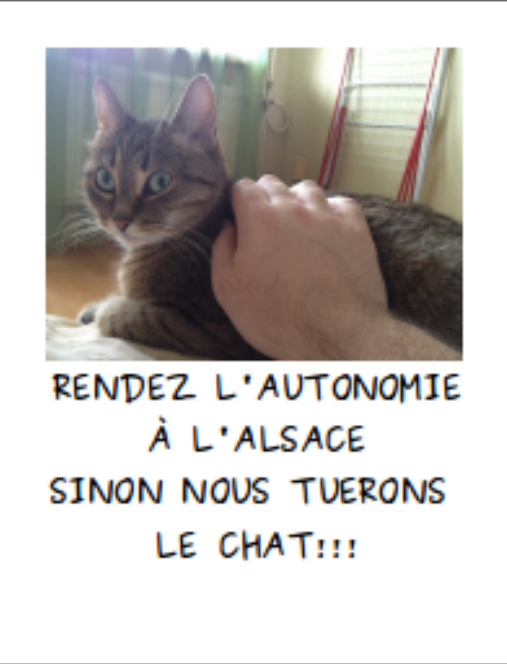 RENDEZ L'AUTONOMIE
À L'ALSACE
SINON NOUS TUERONS
LE CHAT!!!